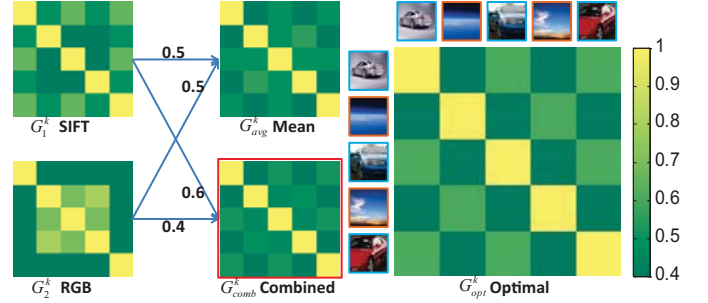 0.5
0.5
0.6
0.4
G_1^k SIFT
G_avg^k Mean
G_2^k RGB
G_comb^k Combined
G_opt^k Optimal
1
0.9
0.8
0.7
0.6
0.5
0.4